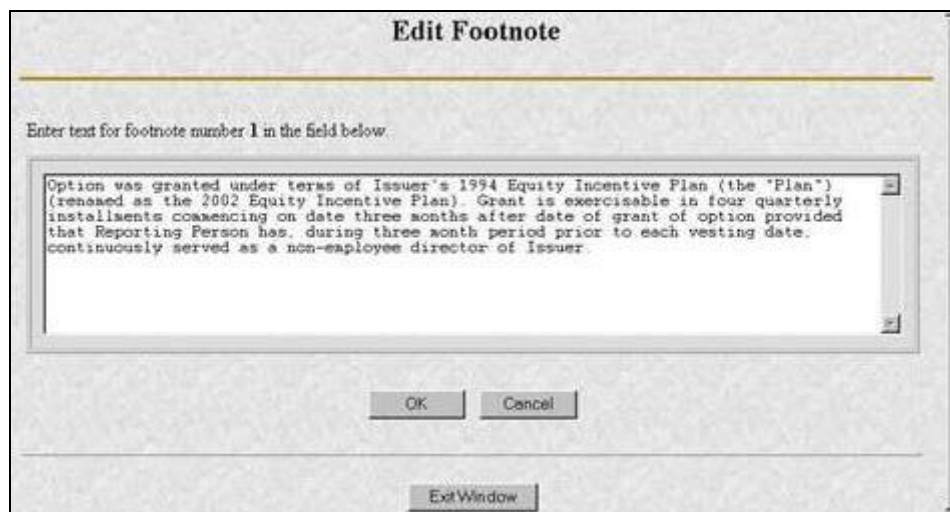 Edit Footnote
Enter text for footnote number 1 in the field below.
Option was granted under terms of Issuer's 1994 Equity Incentive Plan (the "Plan")
(renamed as the 2002 Equity Incentive Plan). Grant is exercisable in four quarterly
installments commencing on date three months after date of grant of option provided
that Reporting Person has, during three month period prior to each vesting date,
continuously served as a non-employee director of Issuer.
OK Cancel
Exit Window